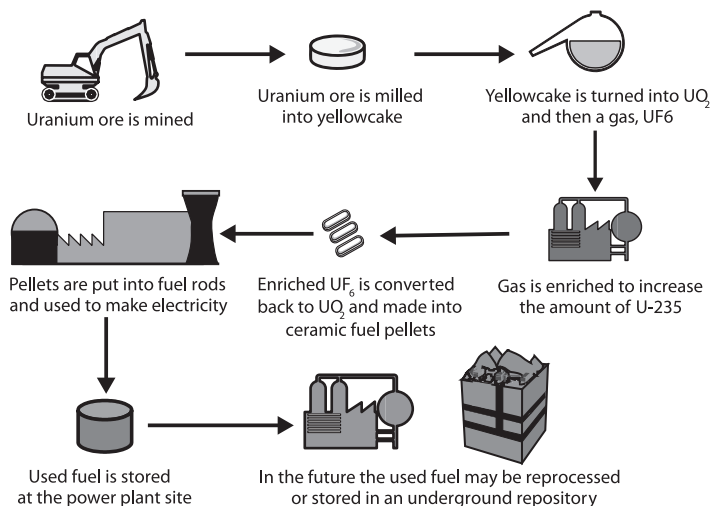 Uranium ore is mined
Uranium ore is milled
into yellowcake
Yellowcake is turned into UO₂
and then a gas, UF6
Pellets are put into fuel rods
and used to make electricity
Enriched UF₆ is converted
back to UO₂ and made into
ceramic fuel pellets
Gas is enriched to increase
the amount of U-235
Used fuel is stored
at the power plant site
In the future the used fuel may be reprocessed
or stored in an underground repository